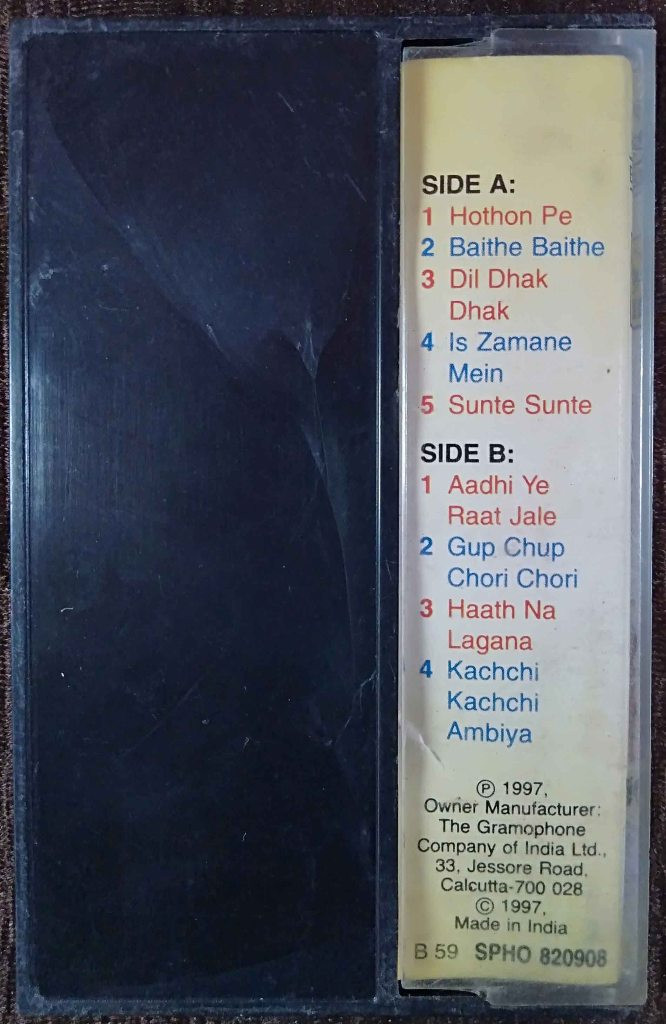 SIDE A:
1 Hothon Pe
2 Baithe Baithe
3 Dil Dhak
Dhak
4 Is Zamane
Mein
5 Sunte Sunte
SIDE B:
1 Aadhi Ye
Raat Jale
2 Gup Chup
Chori Chori
3 Haath Na
Lagana
4 Kachchi
Kachchi
Ambiya
℗ 1997,
Owner Manufacturer:
The Gramophone
Company of India Ltd.,
33, Jessore Road,
Calcutta-700 028
© 1997,
Made in India
B 59 SPHO 820908